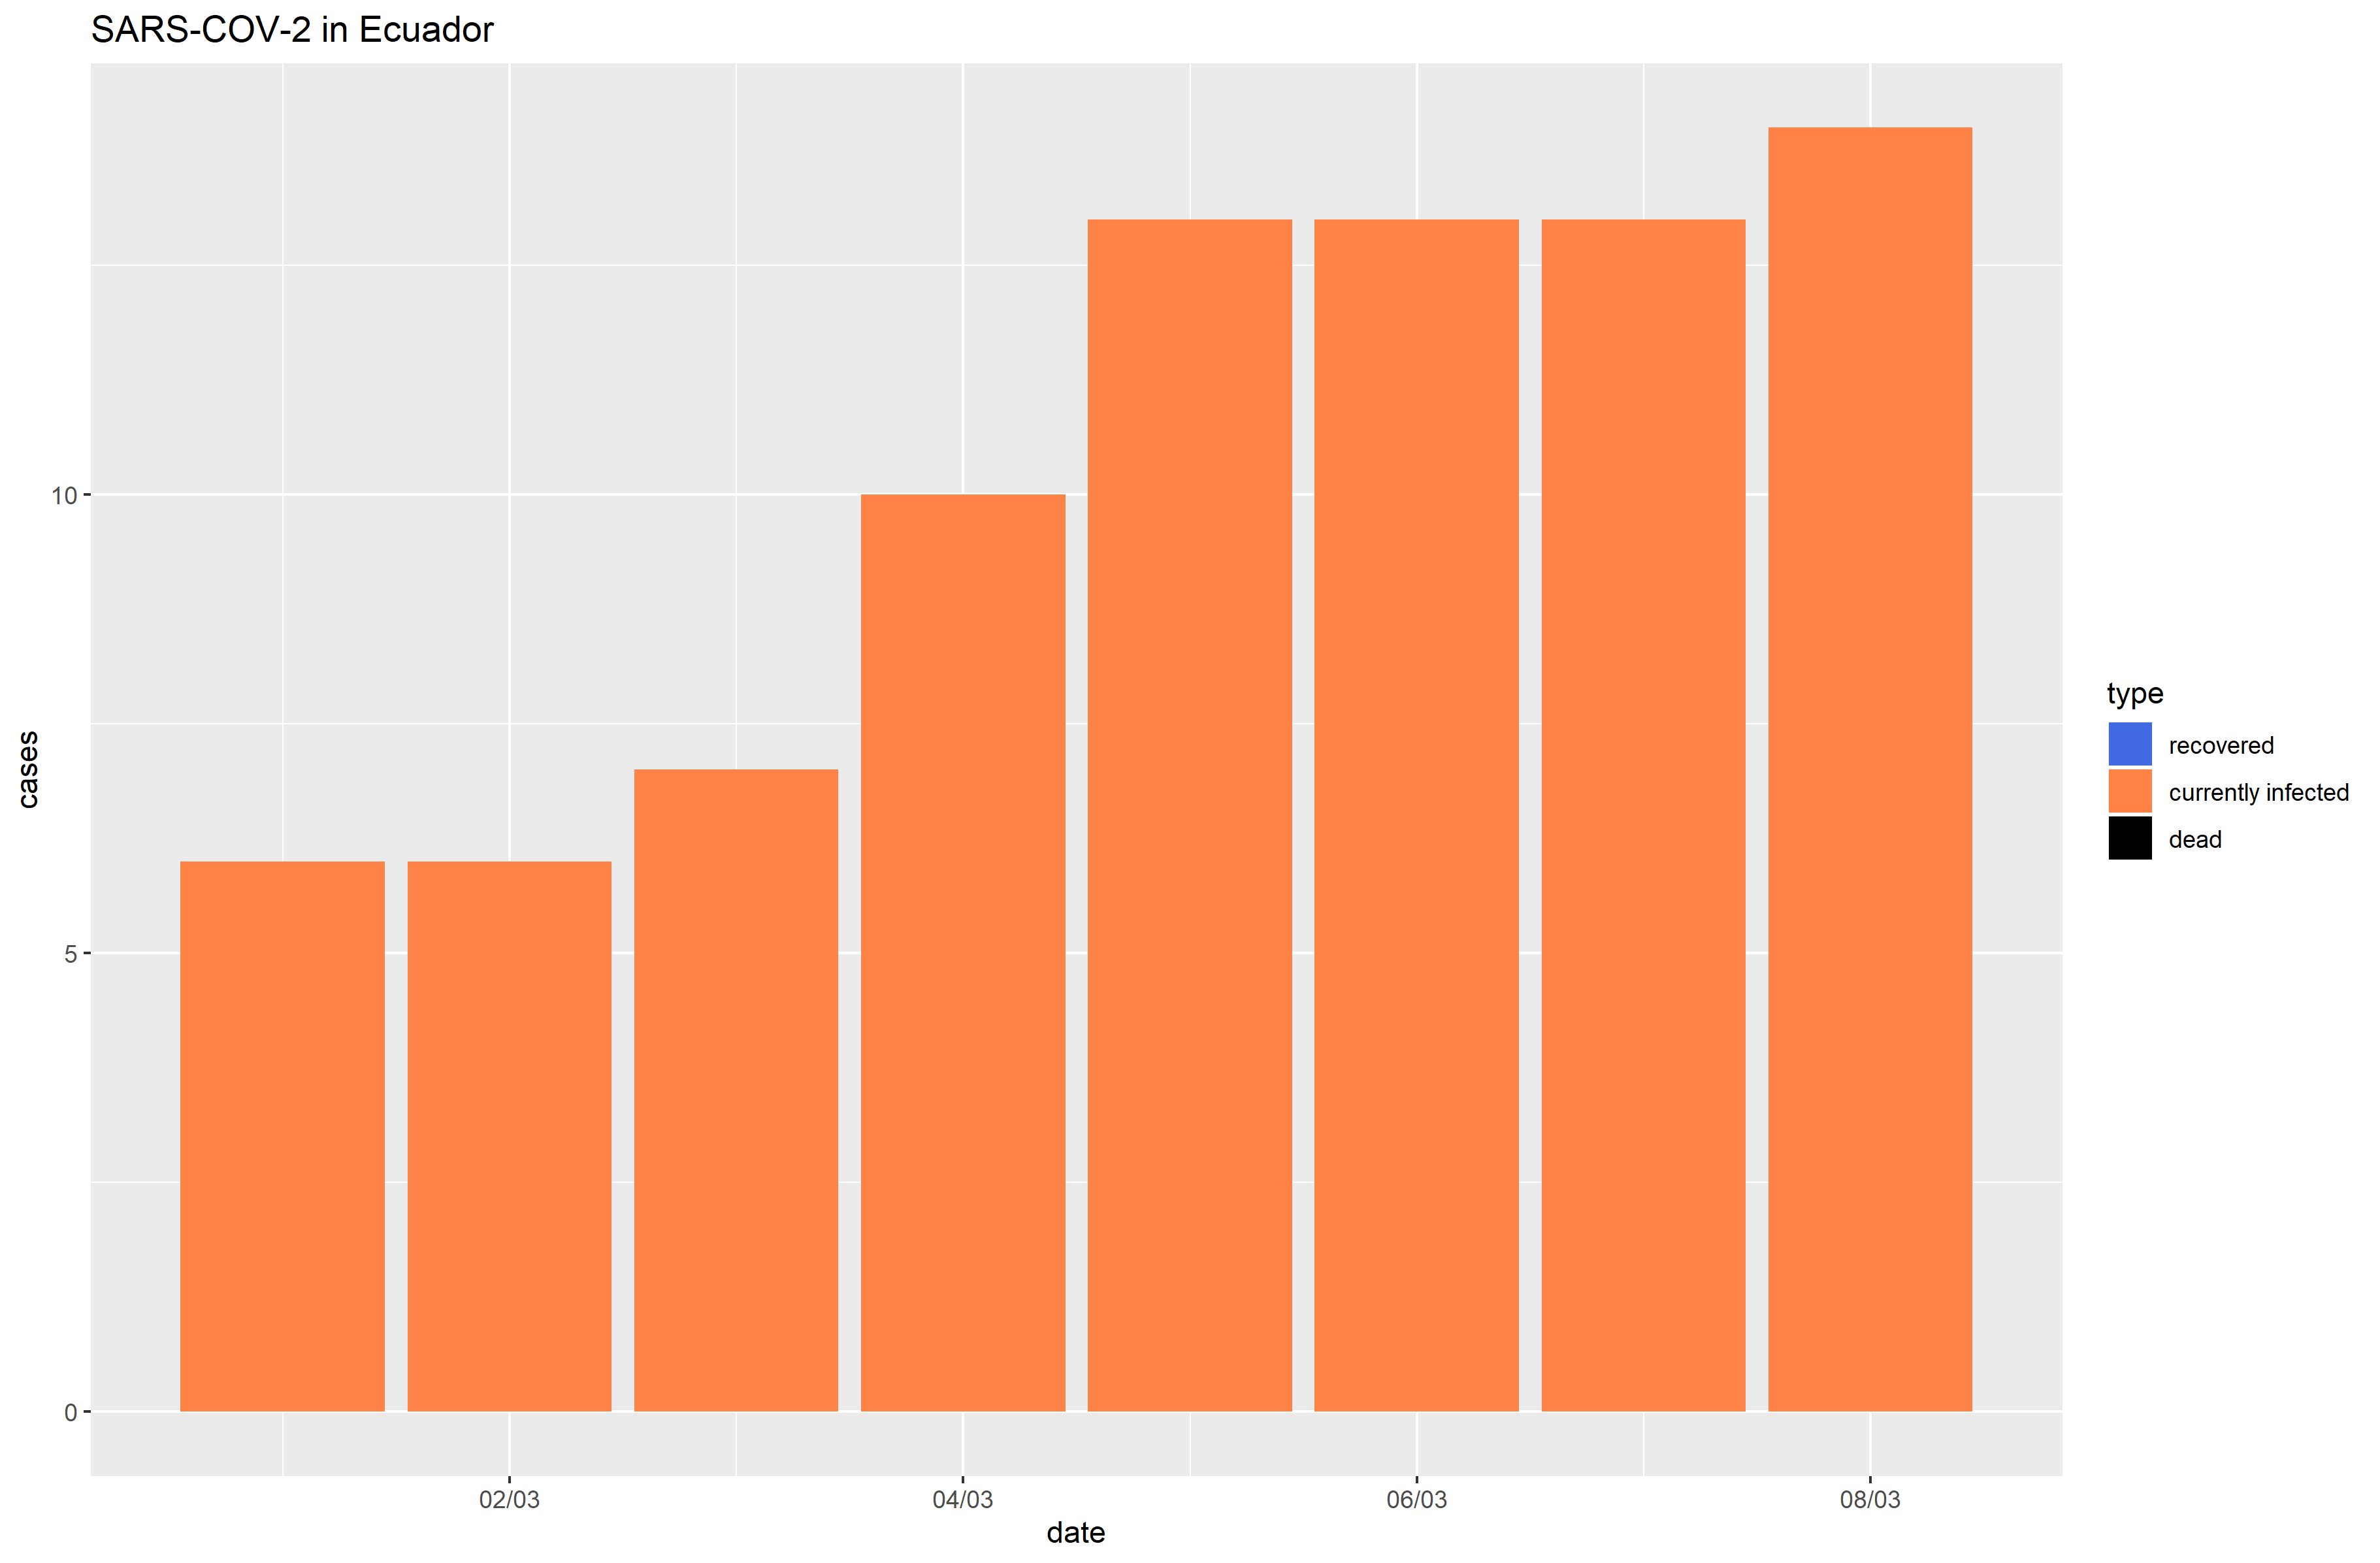 SARS-COV-2 in Ecuador
cases
10
5
0
02/03
04/03
06/03
08/03
date
type
recovered
currently infected
dead